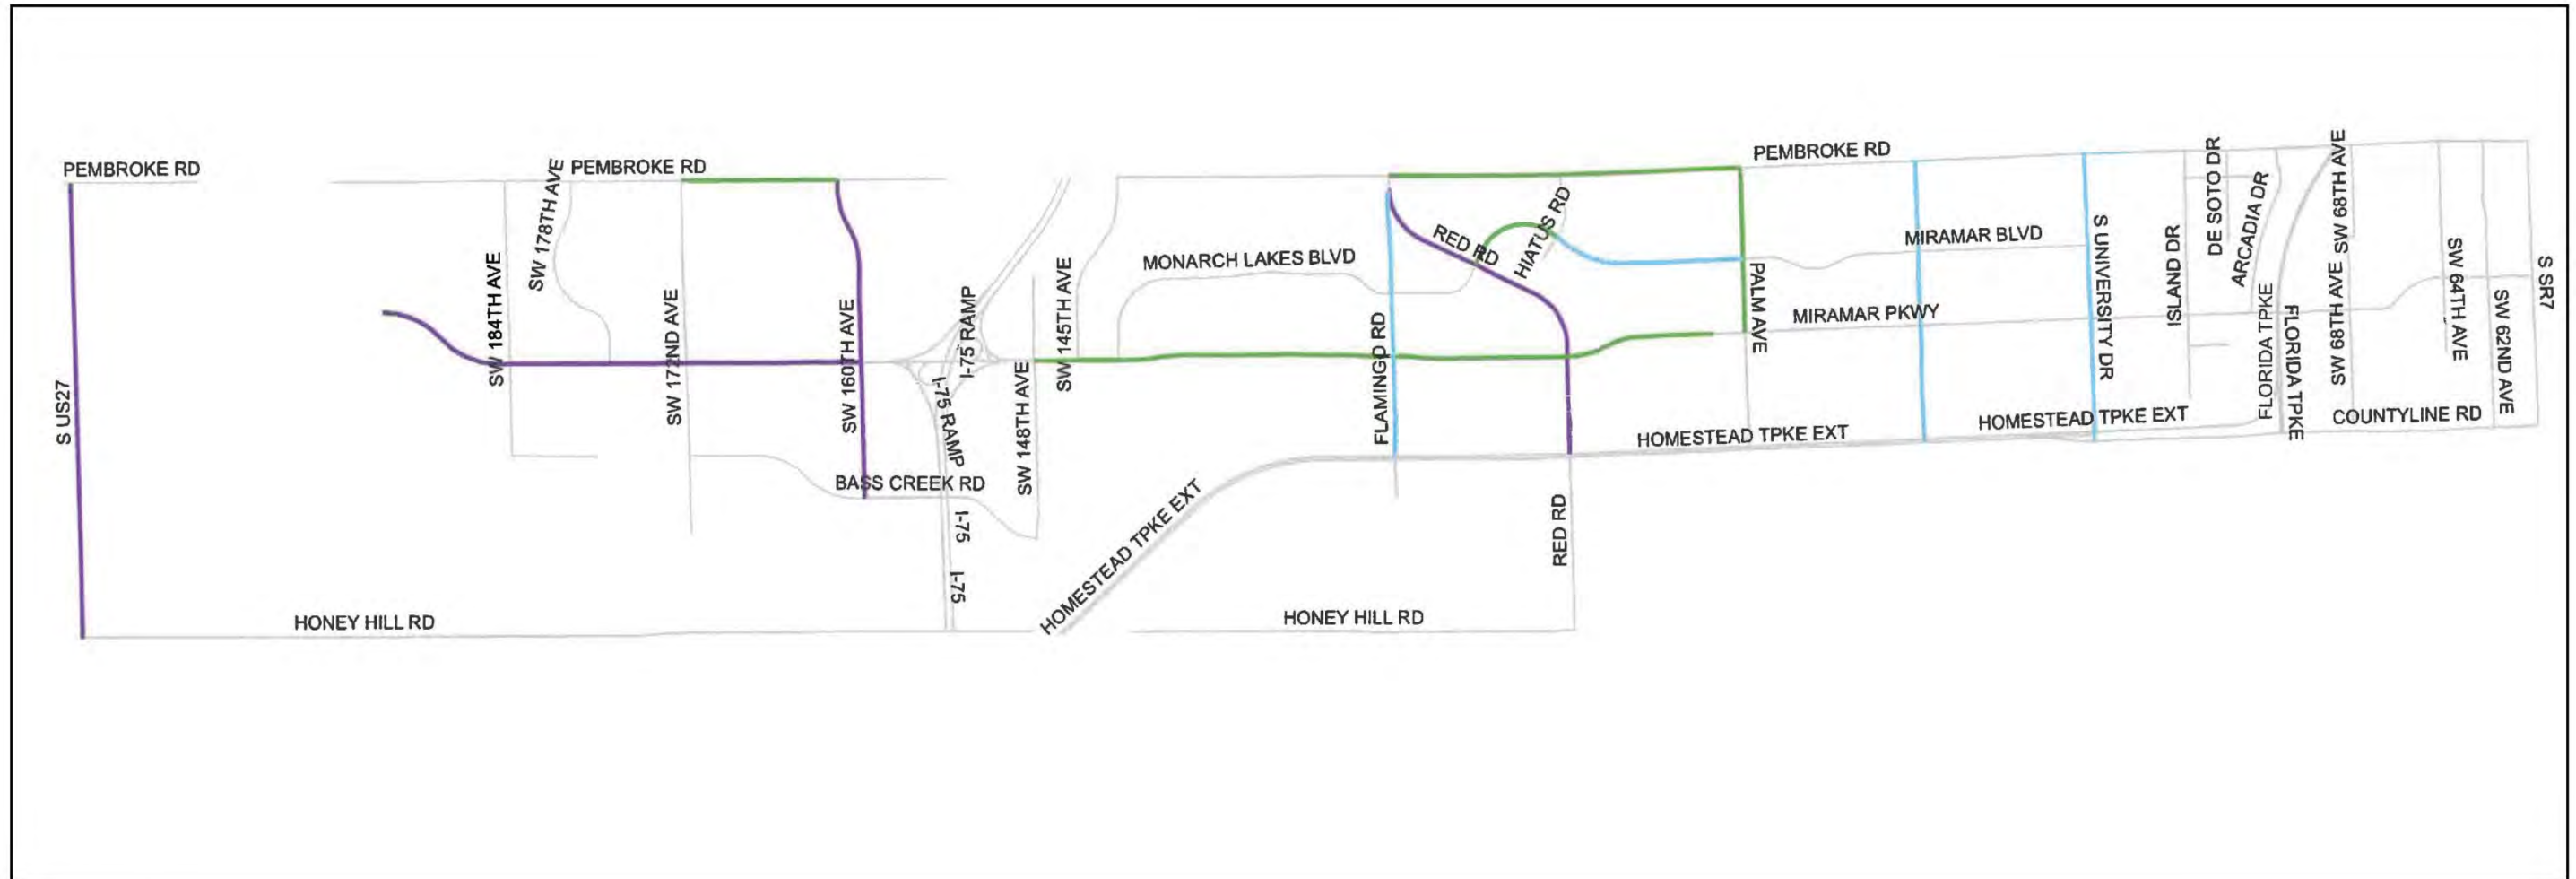 PEMBROKE RD
PEMBROKE RD
PEMBROKE RD
SW 178TH AVE
SW 184TH AVE
SW 172ND AVE
SW 160TH AVE
I-75 RAMP
I-75 RAMP
SW 148TH AVE
SW 145TH AVE
MONARCH LAKES BLVD
FLAMINGO RD
RED RD
HIATUS RD
PALM AVE
MIRAMAR BLVD
MIRAMAR PKWY
S UNIVERSITY DR
ISLAND DR
DE SOTO DR
ARCADIA DR
FLORIDA TPKE
FLORIDA TPKE
SW 68TH AVE
SW 68TH AVE
SW 64TH AVE
SW 62ND AVE
S SR7
S US27
BASS CREEK RD
I-75
I-75
HOMESTEAD TPKE EXT
HOMESTEAD TPKE EXT
HOMESTEAD TPKE EXT
COUNTYLINE RD
RED RD
HONEY HILL RD
HONEY HILL RD